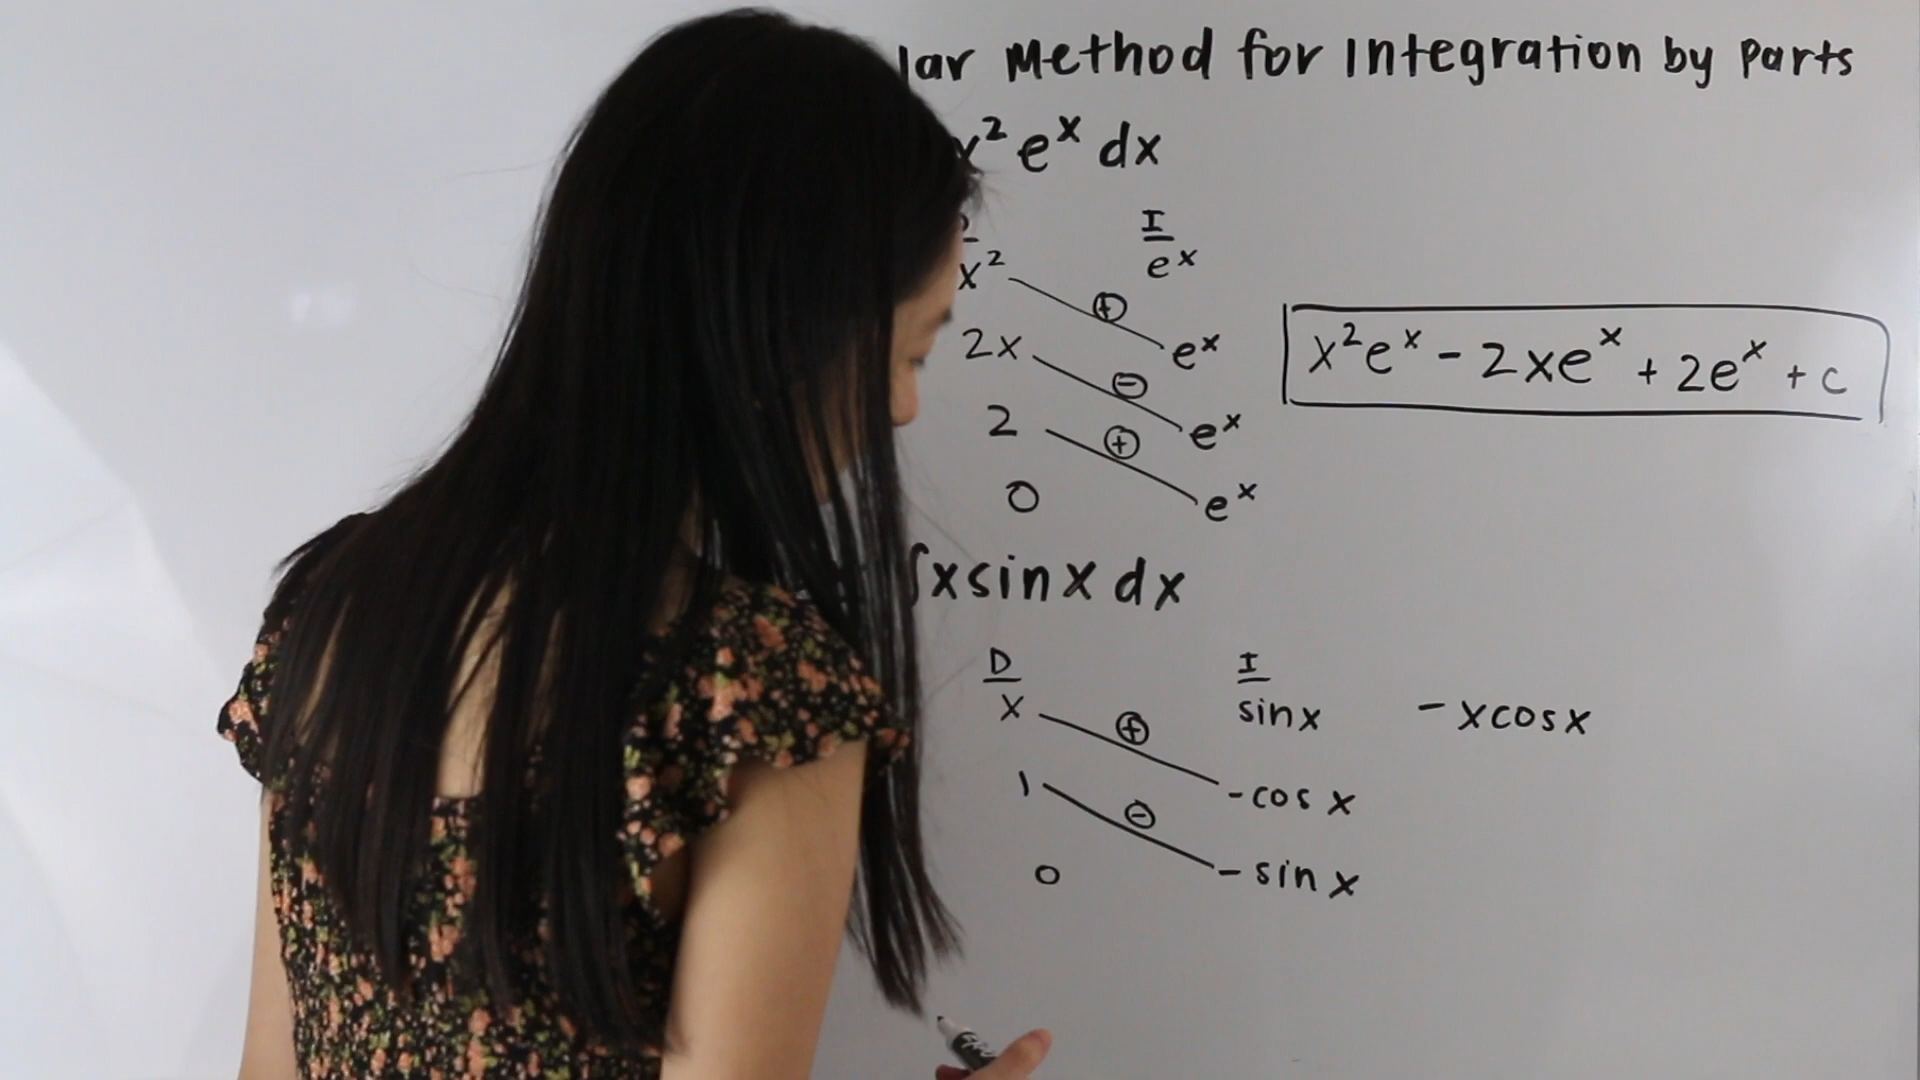 lar Method for Integration by Parts
x² eˣ dx
I
x² eˣ
⊕
2x eˣ
x²eˣ - 2xeˣ + 2eˣ + c
⊖
2 eˣ
⊕
0 eˣ
∫x sin x dx
D I
x sin x - x cos x
⊕
1 - cos x
⊖
0 - sin x